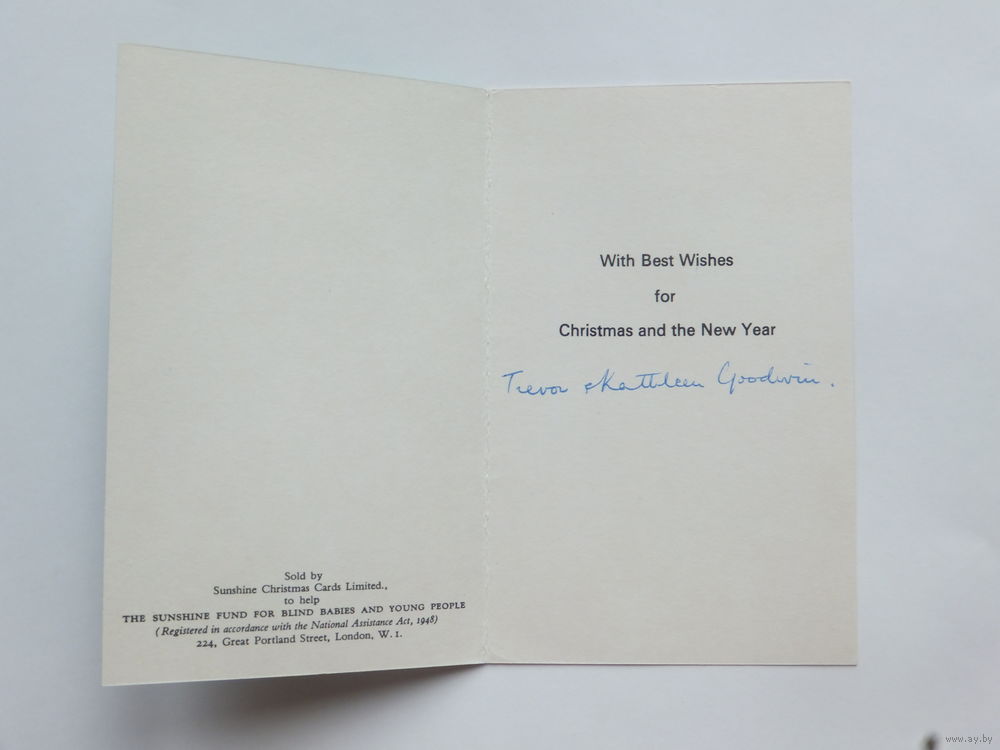 Sold by
Sunshine Christmas Cards Limited.,
to help
THE SUNSHINE FUND FOR BLIND BABIES AND YOUNG PEOPLE
(Registered in accordance with the National Assistance Act, 1948)
224, Great Portland Street, London, W.1.
With Best Wishes
for
Christmas and the New Year
Trevor & Kathleen Goodwin.
www.ay.by